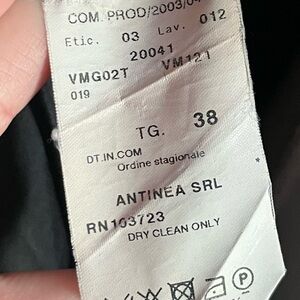 COM. PROD/2003/04
Etic. 03 Lav. 012
20041
VMG02T VM121
019
TG. 38
DT.IN.COM
Ordine stagionale
ANTINEA SRL
RN103723
DRY CLEAN ONLY
P